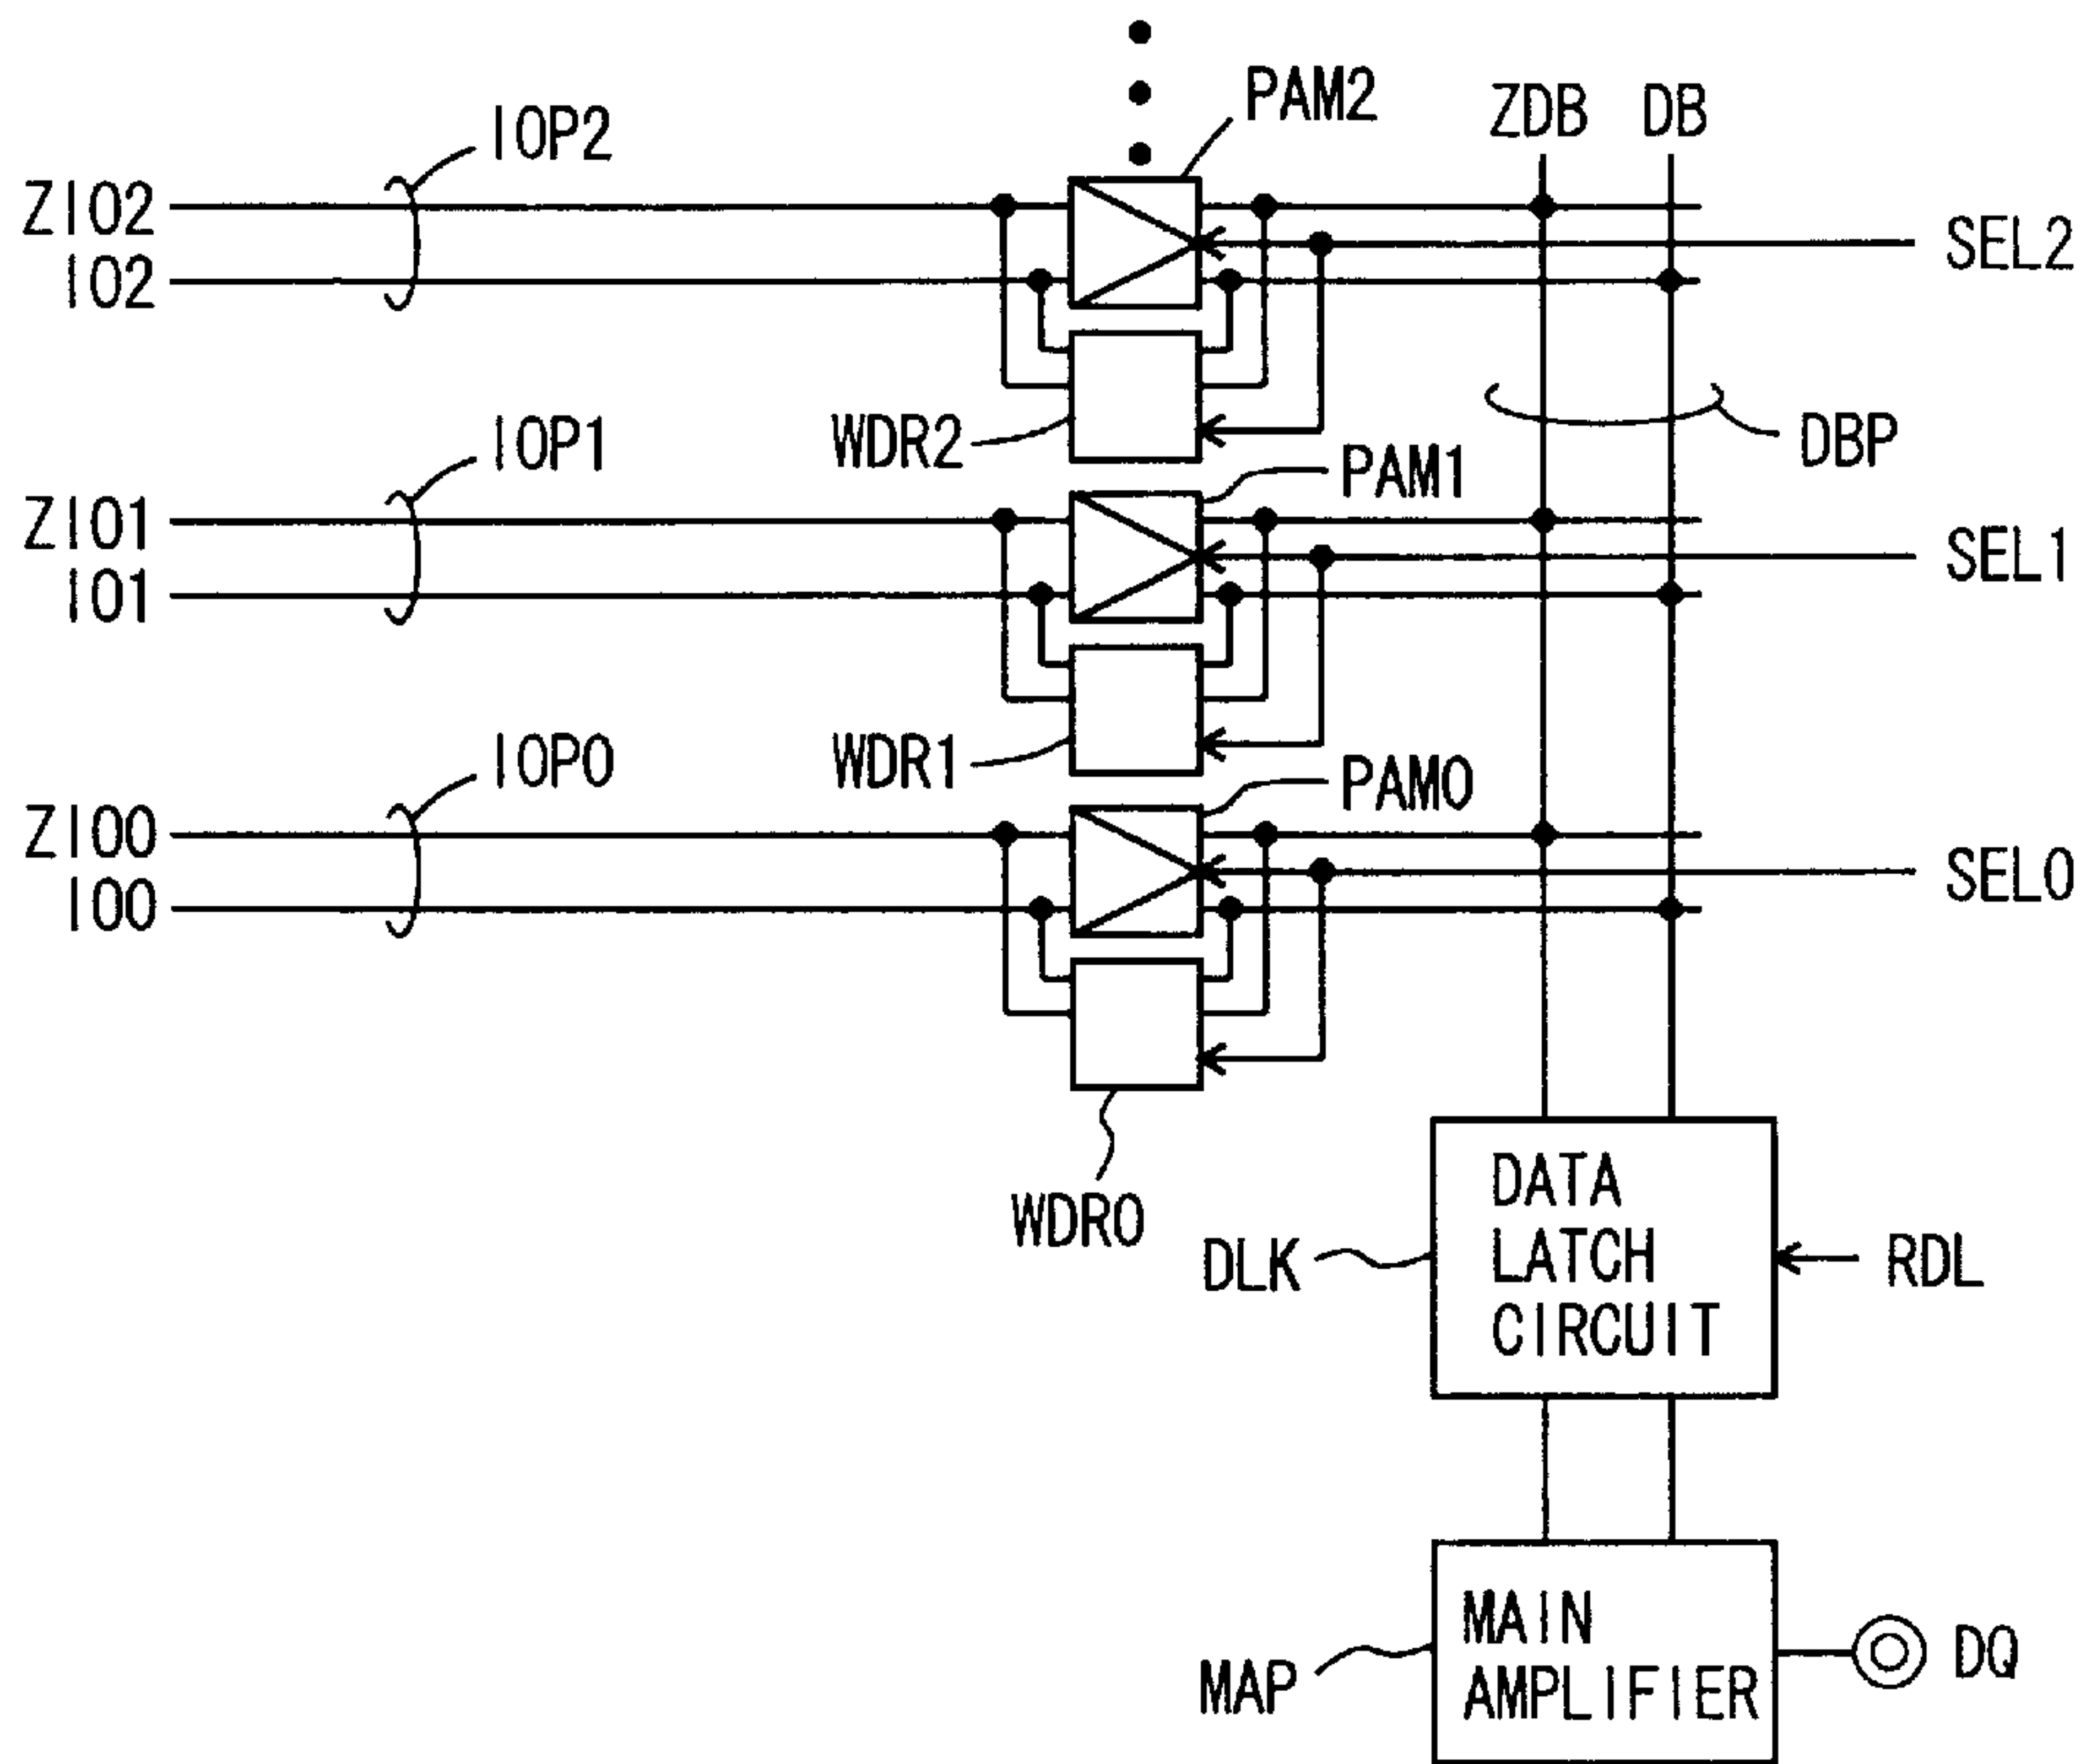 PAM2
ZDB DB
IOP2
ZIO2
SEL2
IO2
WDR2
DBP
IOP1
PAM1
ZIO1
SEL1
IO1
WDR1
IOP0
PAM0
ZIO0
SEL0
IO0
WDR0
DATA
LATCH
CIRCUIT
DLK
RDL
MAIN
AMPLIFIER
MAP
DQ